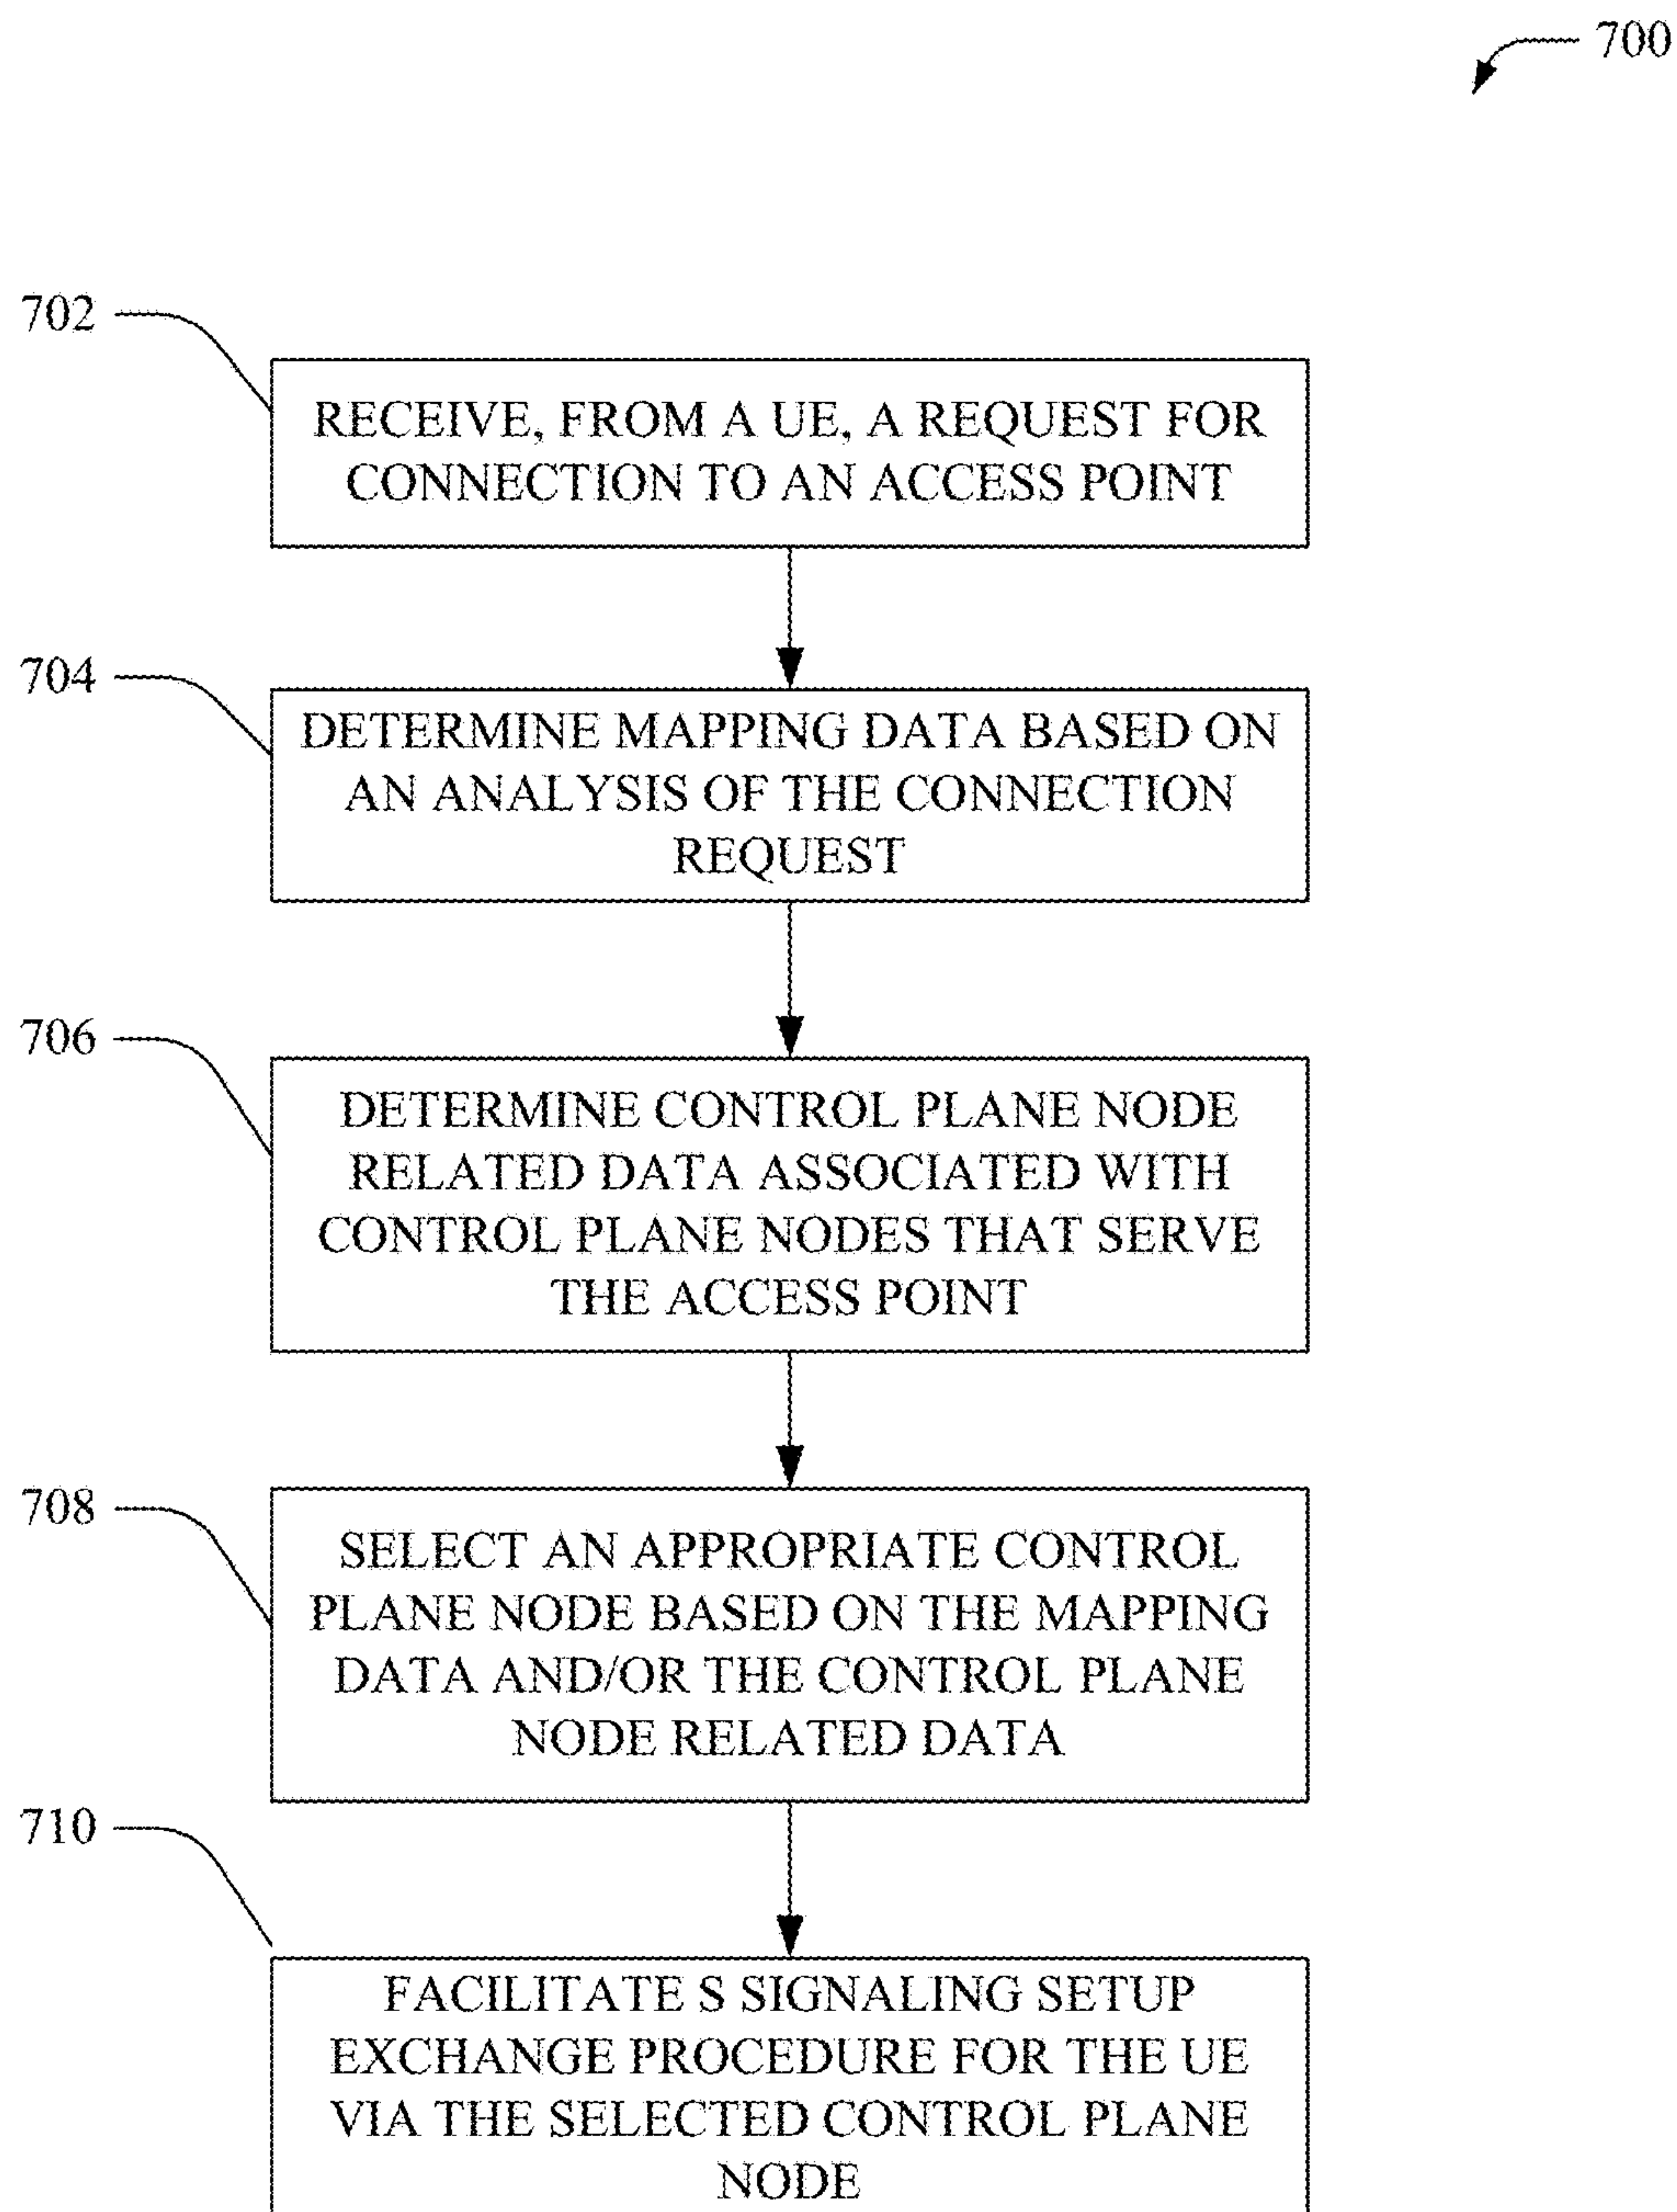 700
702
RECEIVE, FROM A UE, A REQUEST FOR
CONNECTION TO AN ACCESS POINT
704
DETERMINE MAPPING DATA BASED ON
AN ANALYSIS OF THE CONNECTION
REQUEST
706
DETERMINE CONTROL PLANE NODE
RELATED DATA ASSOCIATED WITH
CONTROL PLANE NODES THAT SERVE
THE ACCESS POINT
708
SELECT AN APPROPRIATE CONTROL
PLANE NODE BASED ON THE MAPPING
DATA AND/OR THE CONTROL PLANE
NODE RELATED DATA
710
FACILITATE S SIGNALING SETUP
EXCHANGE PROCEDURE FOR THE UE
VIA THE SELECTED CONTROL PLANE
NODE